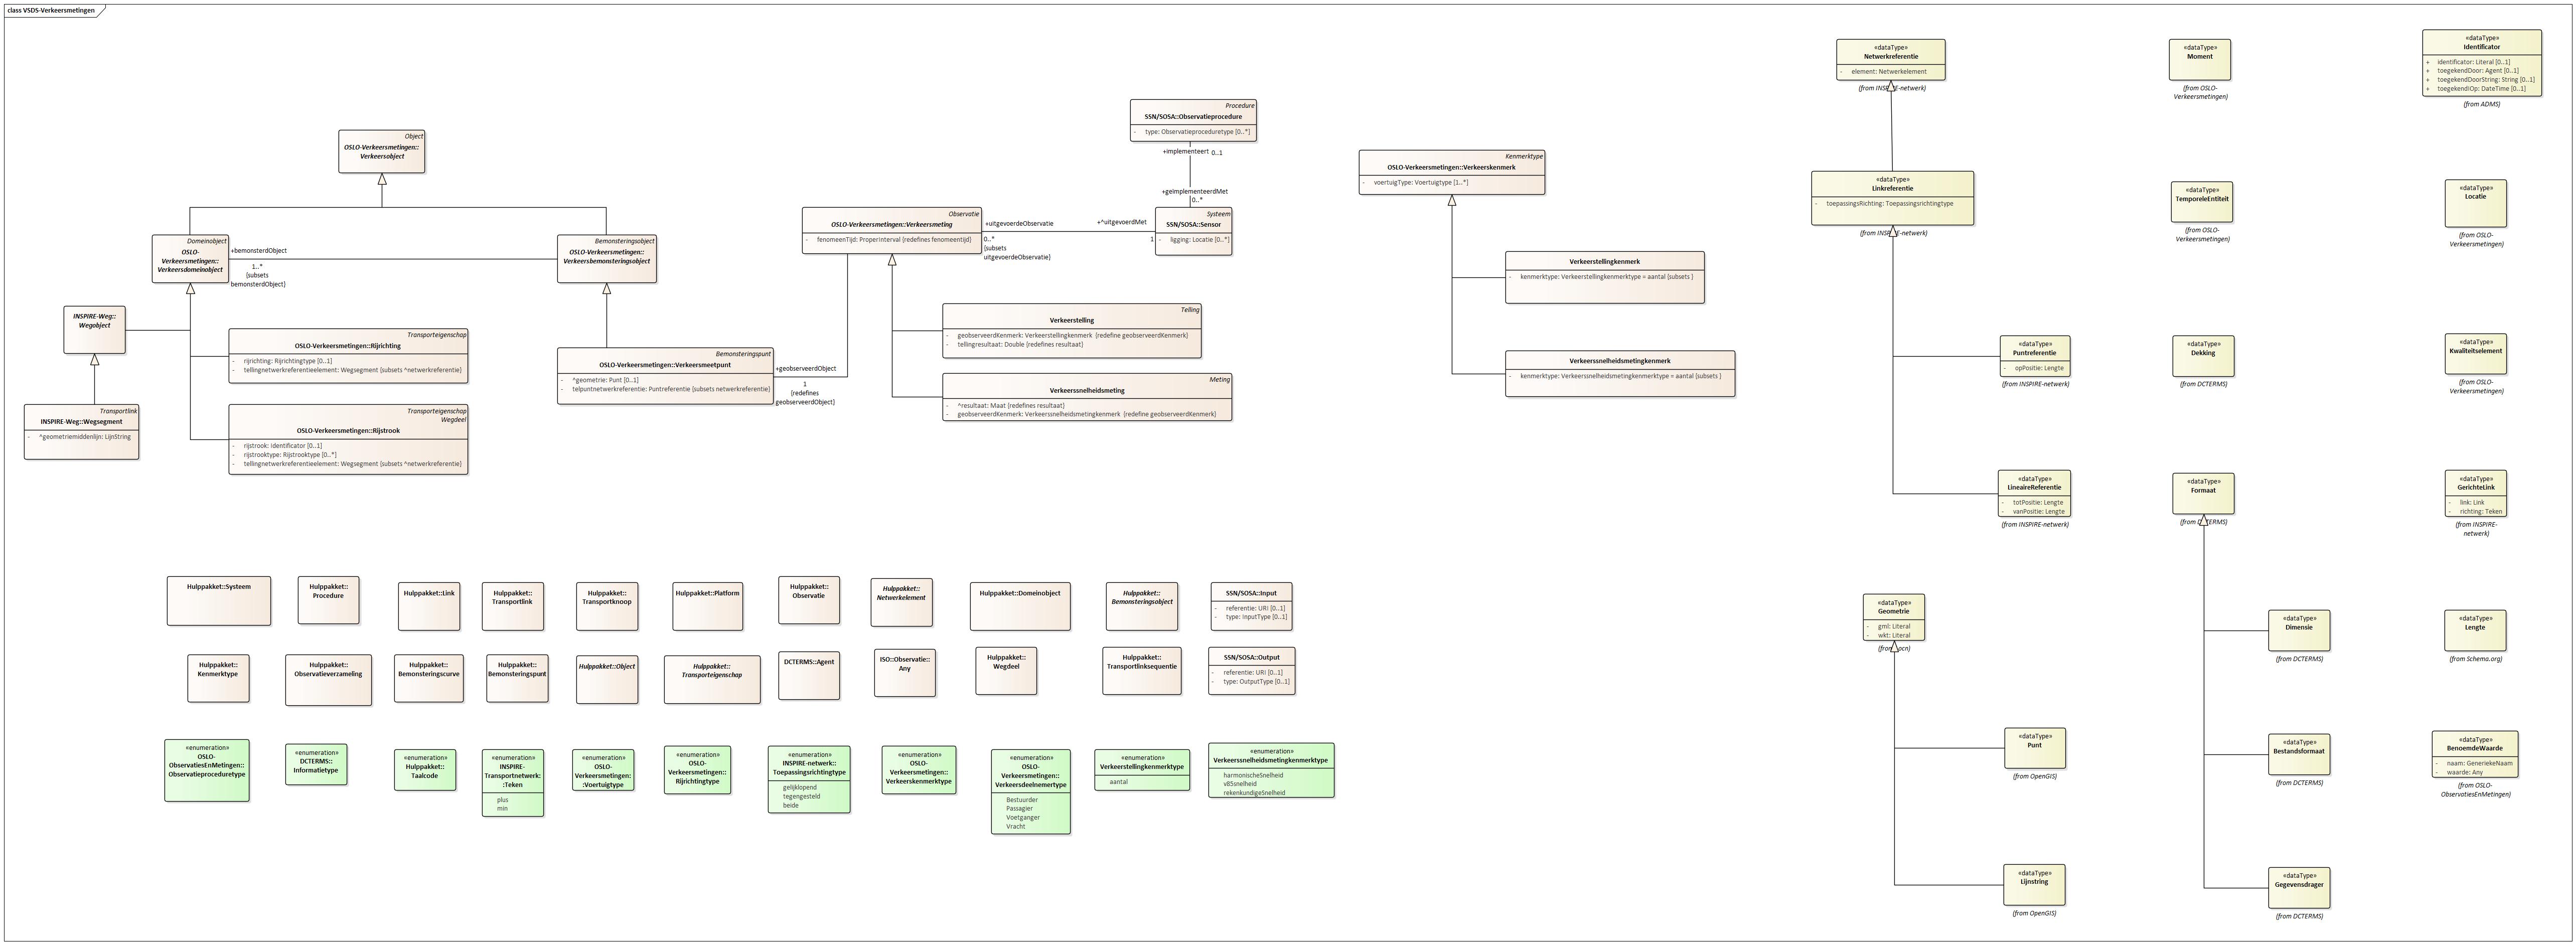 class VSDS-Verkeersmetingen
Object
OSLO-Verkeersmetingen::
Verkeersobject
Domeinobject
OSLO-
Verkeersmetingen::
Verkeersdomeinobject
+bemonsterdObject
1..*
{subsets
bemonsterdObject}
Bemonsteringsobject
OSLO-Verkeersmetingen::
Verkeersbemonsteringsobject
INSPIRE-Weg::
Wegobject
Transportlink
INSPIRE-Weg::Wegsegment
- ^geometriemiddenlijn: LijnString
Transporteigenschap
OSLO-Verkeersmetingen::Rijrichting
- rijrichting: Rijrichtingtype [0..1]
- tellingnetwerkreferentieelement: Wegsegment {subsets ^netwerkreferentie}
Transporteigenschap
Wegdeel
OSLO-Verkeersmetingen::Rijstrook
- rijstrook: Identificator [0..1]
- rijstrooktype: Rijstrooktype [0..*]
- tellingnetwerkreferentieelement: Wegsegment {subsets ^netwerkreferentie}
Bemonsteringspunt
OSLO-Verkeersmetingen::Verkeersmeetpunt
- ^geometrie: Punt [0..1]
- telpuntnetwerkreferentie: Puntreferentie {subsets netwerkreferentie}
+geobserveerdObject
1
{redefines
geobserveerdObject}
Observatie
OSLO-Verkeersmetingen::Verkeersmeting
- fenomeenTijd: ProperInterval {redefines fenomeentijd}
+uitgevoerdeObservatie
0..*
{subsets
uitgevoerdeObservatie}
+^uitgevoerdMet
1
Procedure
SSN/SOSA::Observatieprocedure
- type: Observatieproceduretype [0..*]
+implementeert 0..1
+geimplementeerdMet
0..*
Systeem
SSN/SOSA::Sensor
- ligging: Locatie [0..*]
Telling
Verkeerstelling
- geobserveerdKenmerk: Verkeerstellingkenmerk {redefine geobserveerdKenmerk}
- tellingresultaat: Double {redefines resultaat}
Meting
Verkeerssnelheidsmeting
- ^resultaat: Maat {redefines resultaat}
- geobserveerdKenmerk: Verkeerssnelheidsmetingkenmerk {redefine geobserveerdKenmerk}
Kenmerktype
OSLO-Verkeersmetingen::Verkeerskenmerk
- voertuigType: Voertuigtype [1..*]
Verkeerstellingkenmerk
- kenmerktype: Verkeerstellingkenmerktype = aantal {subsets }
Verkeerssnelheidsmetingkenmerk
- kenmerktype: Verkeerssnelheidsmetingkenmerktype = aantal {subsets }
«dataType»
Netwerkreferentie
- element: Netwerkelement
(from INSPIRE-netwerk)
«dataType»
Linkreferentie
- toepassingsRichting: Toepassingsrichtingtype
(from INSPIRE-netwerk)
«dataType»
Puntreferentie
- opPositie: Lengte
(from INSPIRE-netwerk)
«dataType»
LineaireReferentie
- totPositie: Lengte
- vanPositie: Lengte
(from INSPIRE-netwerk)
«dataType»
Geometrie
- gml: Literal
- wkt: Literal
(from locn)
«dataType»
Punt
(from OpenGIS)
«dataType»
Lijnstring
(from OpenGIS)
«dataType»
Moment
(from OSLO-
Verkeersmetingen)
«dataType»
TemporeleEntiteit
(from OSLO-
Verkeersmetingen)
«dataType»
Dekking
(from DCTERMS)
«dataType»
Formaat
(from DCTERMS)
«dataType»
Dimensie
(from DCTERMS)
«dataType»
Bestandsformaat
(from DCTERMS)
«dataType»
Gegevensdrager
(from DCTERMS)
«dataType»
Identificator
+ identificator: Literal [0..1]
+ toegekendDoor: Agent [0..1]
+ toegekendDoorString: String [0..1]
+ toegekendIOp: DateTime [0..1]
(from ADMS)
«dataType»
Locatie
(from OSLO-
Verkeersmetingen)
«dataType»
Kwaliteitselement
(from OSLO-
Verkeersmetingen)
«dataType»
GerichteLink
- link: Link
- richting: Teken
(from INSPIRE-
netwerk)
«dataType»
Lengte
(from Schema.org)
«dataType»
BenoemdeWaarde
- naam: GeneriekeNaam
- waarde: Any
(from OSLO-
ObservatiesEnMetingen)
Hulppakket::Systeem
Hulppakket::
Procedure
Hulppakket::Link
Hulppakket::
Transportlink
Hulppakket::
Transportknoop
Hulppakket::Platform
Hulppakket::
Observatie
Hulppakket::
Netwerkelement
Hulppakket::Domeinobject
Hulppakket::
Bemonsteringsobject
SSN/SOSA::Input
- referentie: URI [0..1]
- type: InputType [0..1]
Hulppakket::
Kenmerktype
Hulppakket::
Observatieverzameling
Hulppakket::
Bemonsteringscurve
Hulppakket::
Bemonsteringspunt
Hulppakket::Object
Hulppakket::
Transporteigenschap
DCTERMS::Agent
ISO::Observatie::
Any
Hulppakket::
Wegdeel
Hulppakket::
Transportlinksequentie
SSN/SOSA::Output
- referentie: URI [0..1]
- type: OutputType [0..1]
«enumeration»
OSLO-
ObservatiesEnMetingen::
Observatieproceduretype
«enumeration»
DCTERMS::
Informatietype
«enumeration»
Hulppakket::
Taalcode
«enumeration»
INSPIRE-
Transportnetwerk:
:Teken
plus
min
«enumeration»
OSLO-
Verkeersmetingen:
:Voertuigtype
«enumeration»
OSLO-
Verkeersmetingen::
Rijrichtingtype
«enumeration»
INSPIRE-netwerk::
Toepassingsrichtingtype
gelijklopend
tegengesteld
beide
«enumeration»
OSLO-
Verkeersmetingen::
Verkeerskenmerktype
«enumeration»
OSLO-
Verkeersmetingen::
Verkeersdeelnemertype
Bestuurder
Passagier
Voetganger
Vracht
«enumeration»
Verkeerstellingkenmerktype
aantal
«enumeration»
Verkeerssnelheidsmetingkenmerktype
harmonischeSnelheid
v85snelheid
rekenkundigeSnelheid